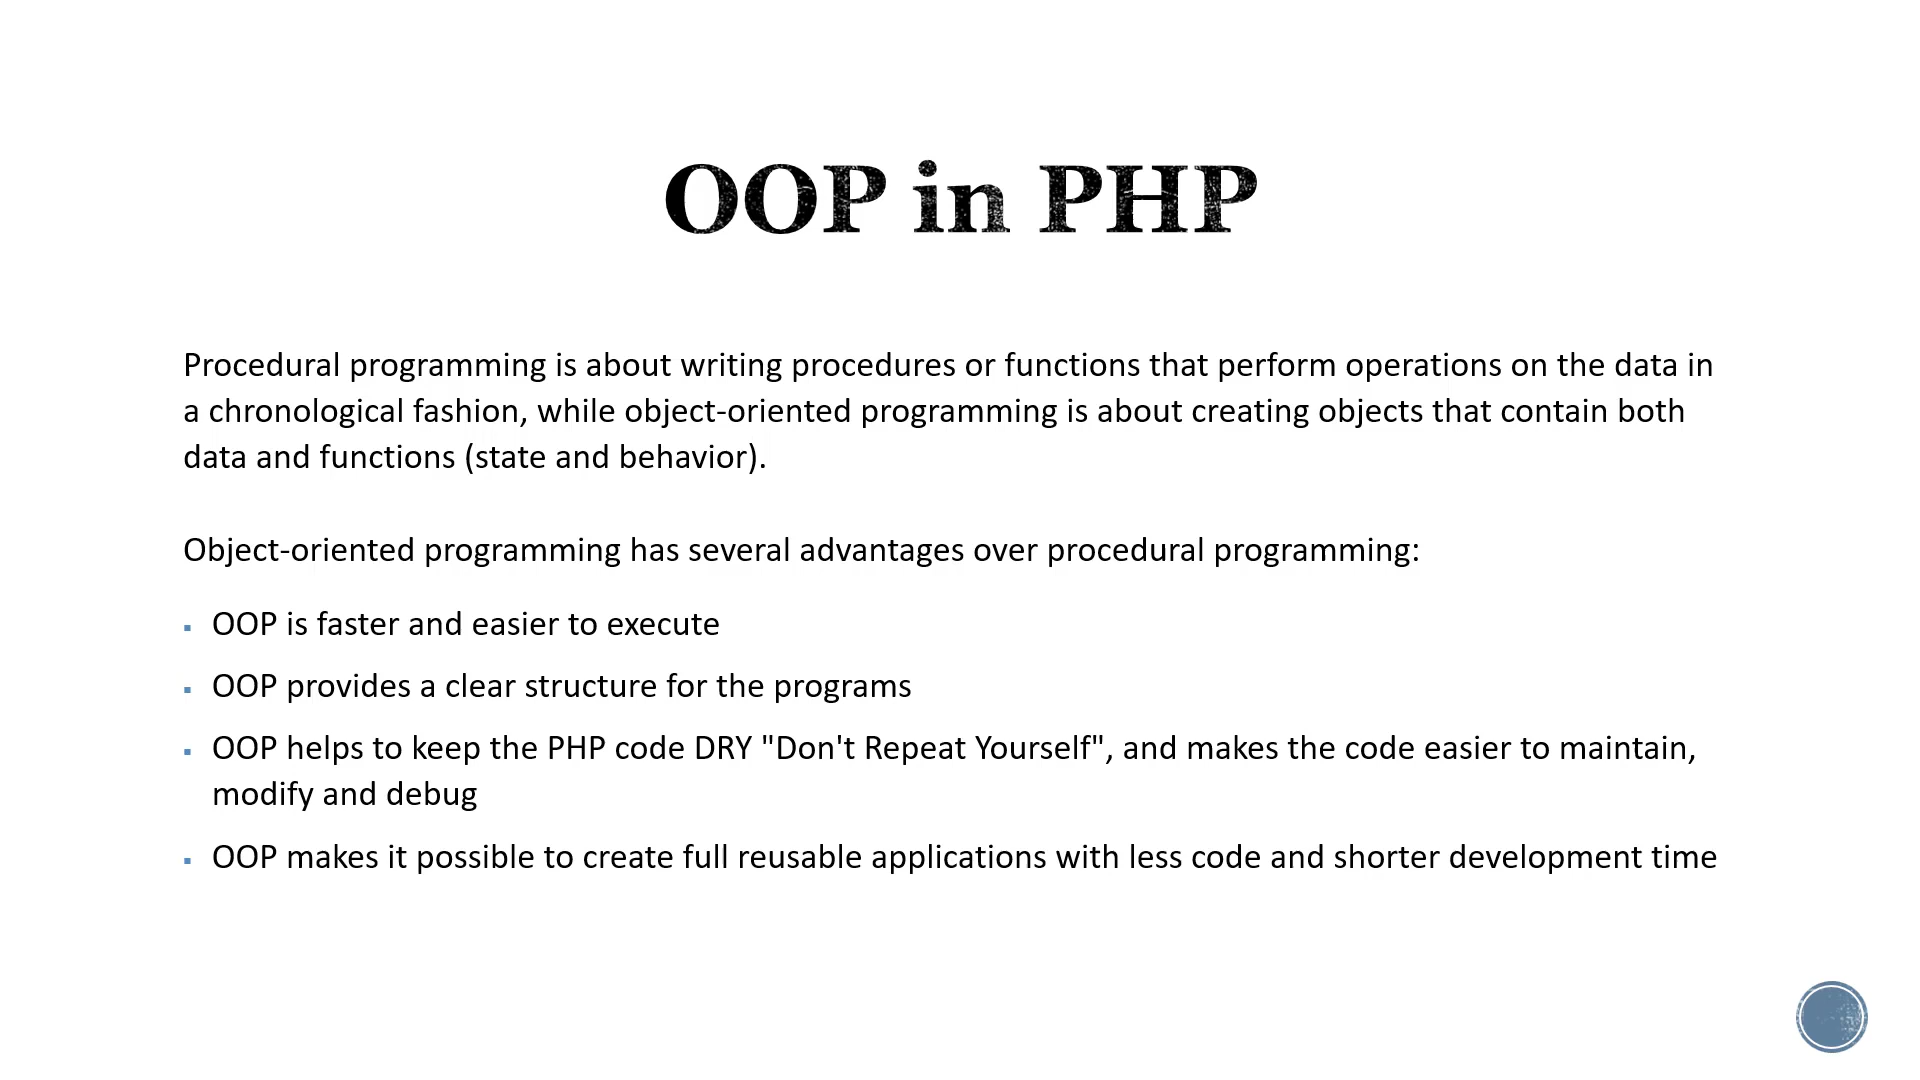 OOP in PHP
Procedural programming is about writing procedures or functions that perform operations on the data in
a chronological fashion, while object-oriented programming is about creating objects that contain both
data and functions (state and behavior).
Object-oriented programming has several advantages over procedural programming:
▪ OOP is faster and easier to execute
▪ OOP provides a clear structure for the programs
▪ OOP helps to keep the PHP code DRY "Don't Repeat Yourself", and makes the code easier to maintain,
modify and debug
▪ OOP makes it possible to create full reusable applications with less code and shorter development time